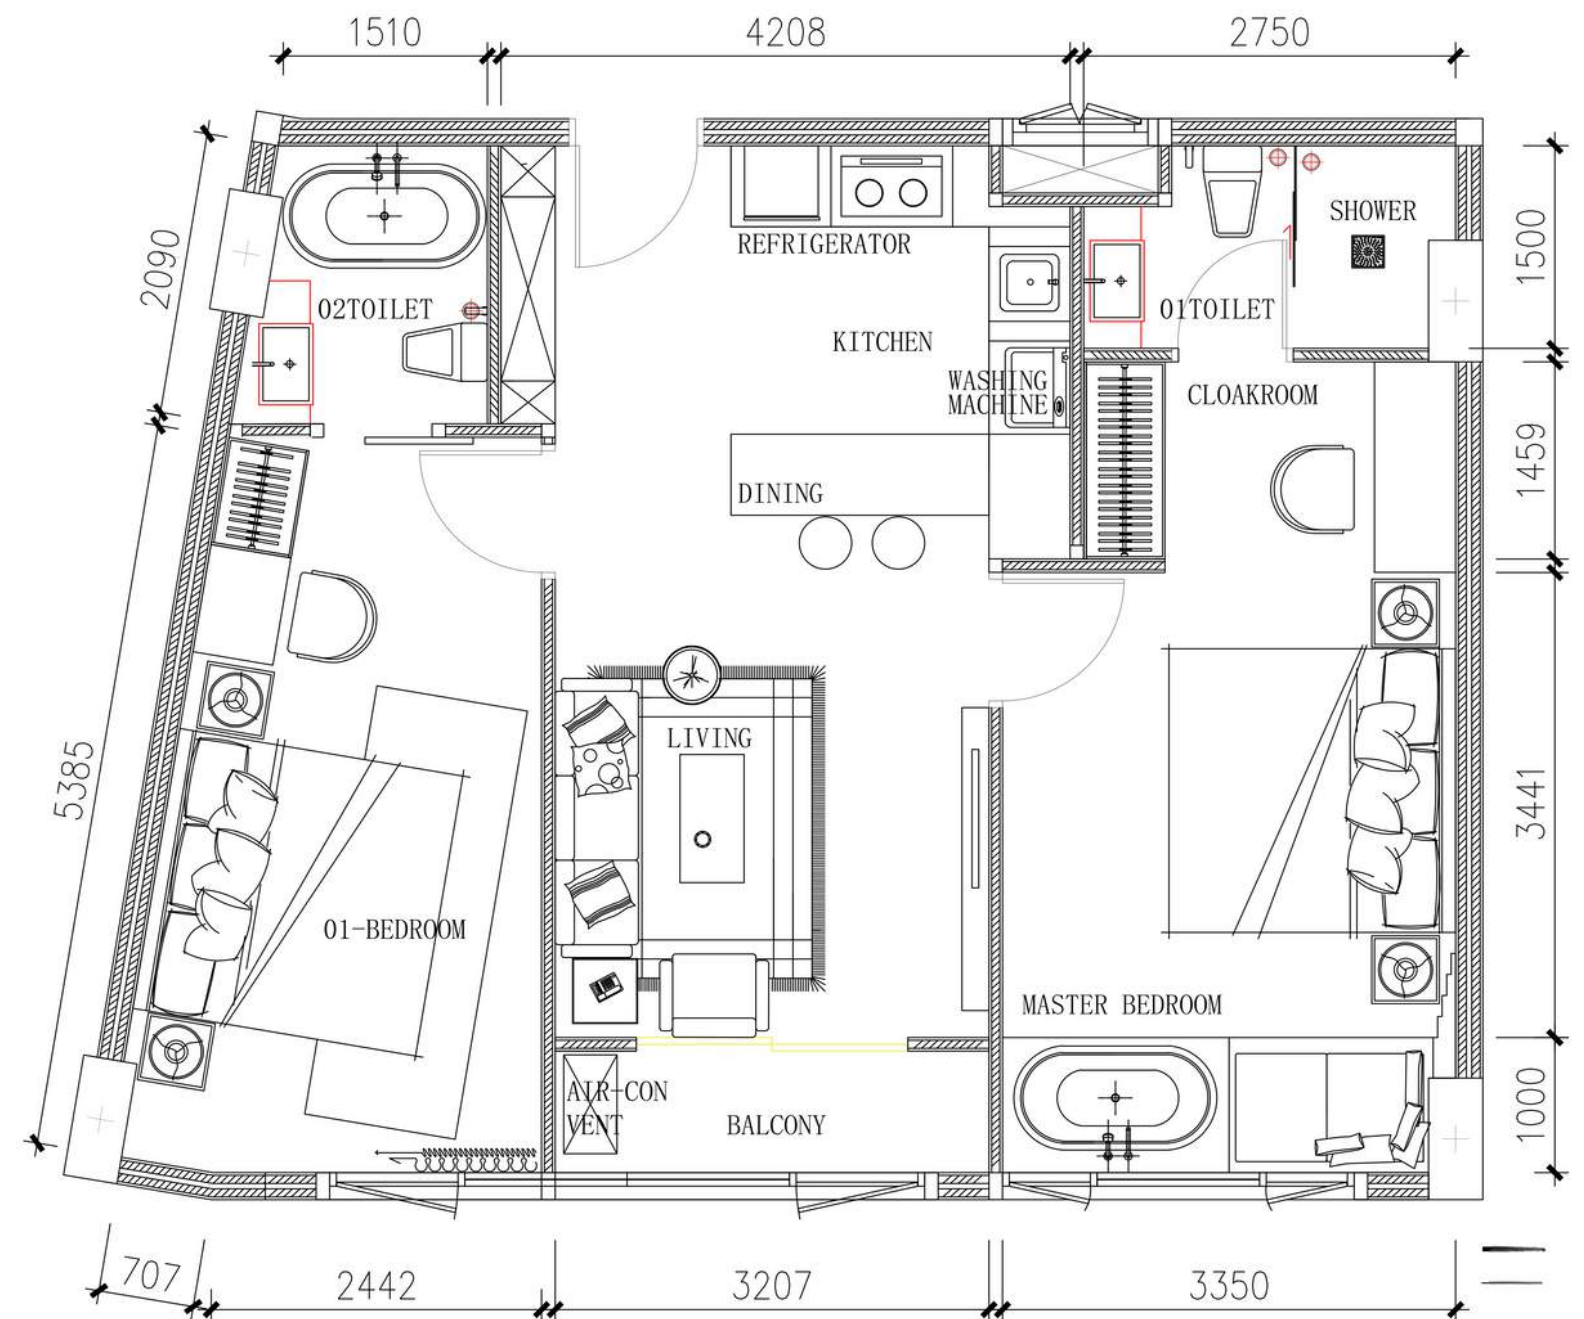 1510
4208
2750
2090
1500
SHOWER
REFRIGERATOR
02TOILET
01TOILET
KITCHEN
WASHING
MACHINE
CLOAKROOM
1459
DINING
LIVING
5385
3441
01-BEDROOM
MASTER BEDROOM
AIR-CON
VENT
BALCONY
1000
707
2442
3207
3350